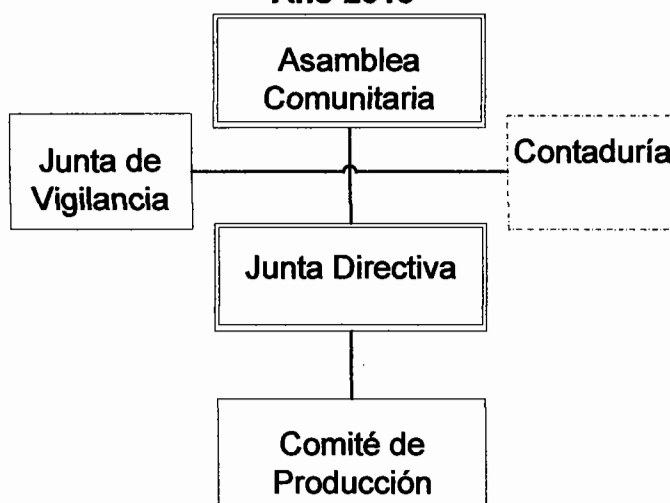 Asamblea
Comunitaria
Junta de
Vigilancia
Contaduría
Junta Directiva
Comité de
Producción